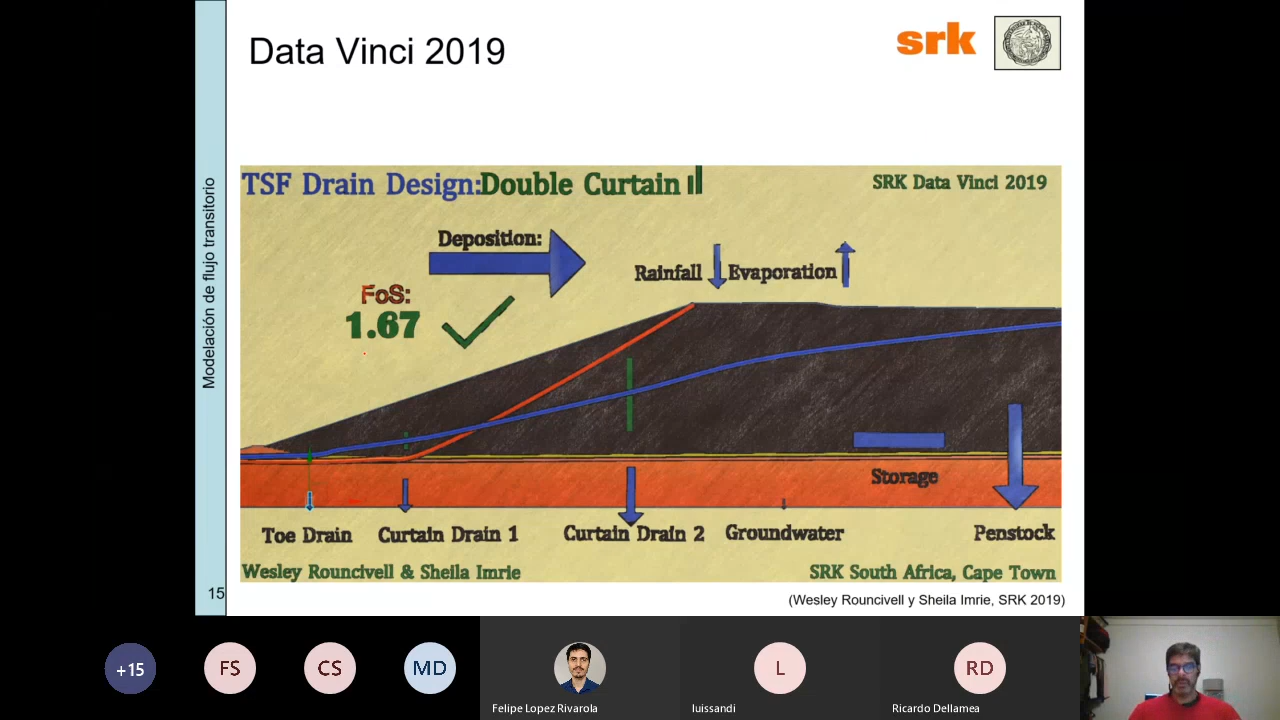 Data Vinci 2019
srk
Modelación de flujo transitorio
TSF Drain Design:Double Curtain
SRK Data Vinci 2019
Deposition:
Rainfall
Evaporation
FoS:
1.67
Storage
Toe Drain
Curtain Drain 1
Curtain Drain 2
Groundwater
Penstock
Wesley Rouncivell & Sheila Imrie
SRK South Africa, Cape Town
15
(Wesley Rouncivell y Sheila Imrie, SRK 2019)
+15
FS
CS
MD
L
RD
Felipe Lopez Rivarola
luissandi
Ricardo Dellamea